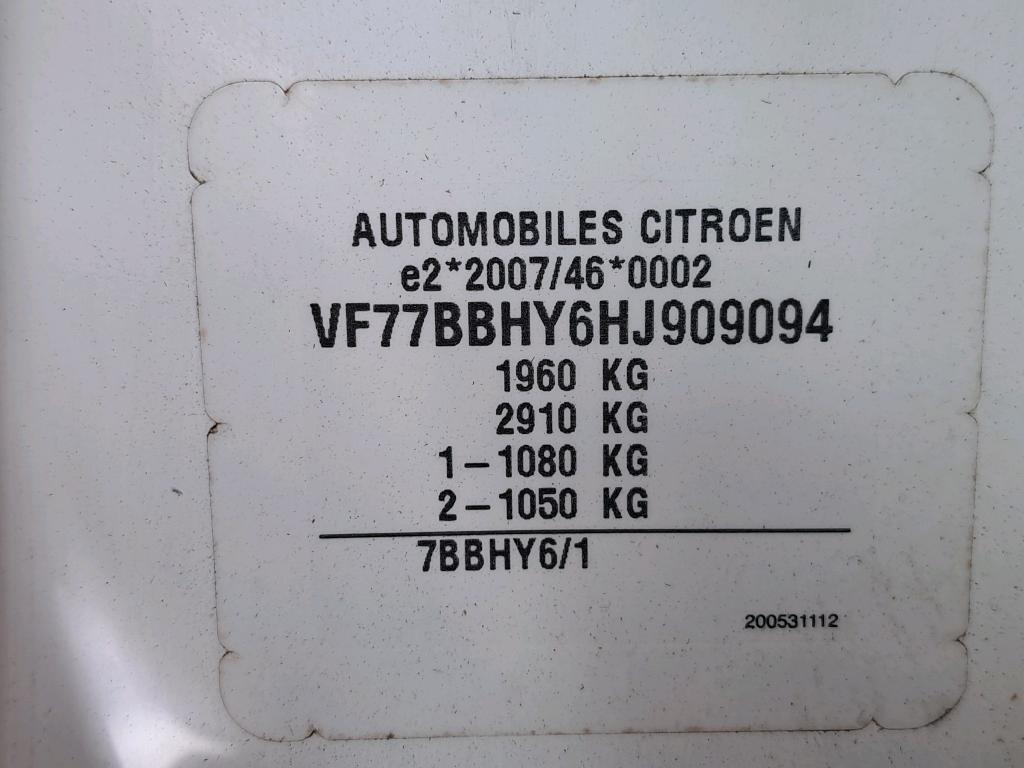 AUTOMOBILES CITROEN
e2*2007/46*0002
VF77BBHY6HJ909094
1960 KG
2910 KG
1-1080 KG
2-1050 KG
7BBHY6/1
200531112